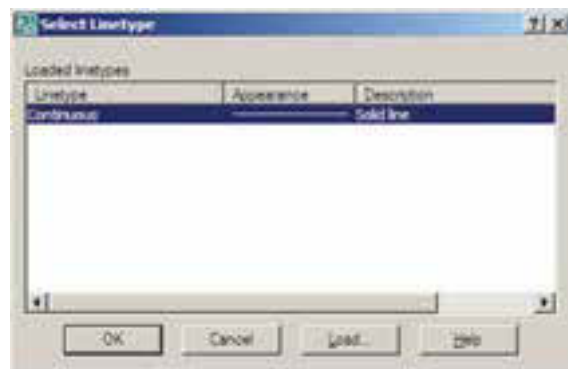 Select Linetype
Loaded linetypes
Linetype Appearance Description
Continuous Solid line
OK Cancel Load... Help